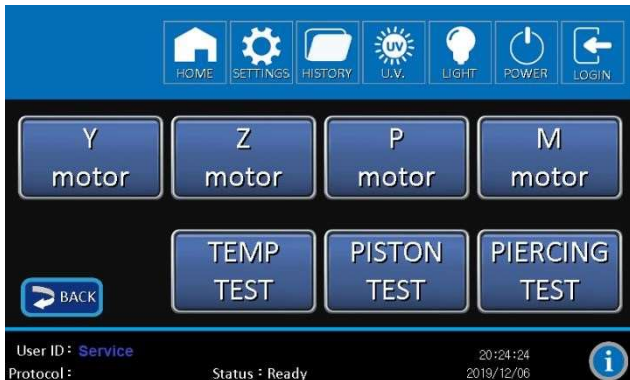 HOME SETTINGS HISTORY U.V. LIGHT POWER LOGIN
UV
Y
motor
Z
motor
P
motor
M
motor
TEMP
TEST
PISTON
TEST
PIERCING
TEST
BACK
User ID : Service
20:24:24
Protocol :
Status : Ready
2019/12/06
i